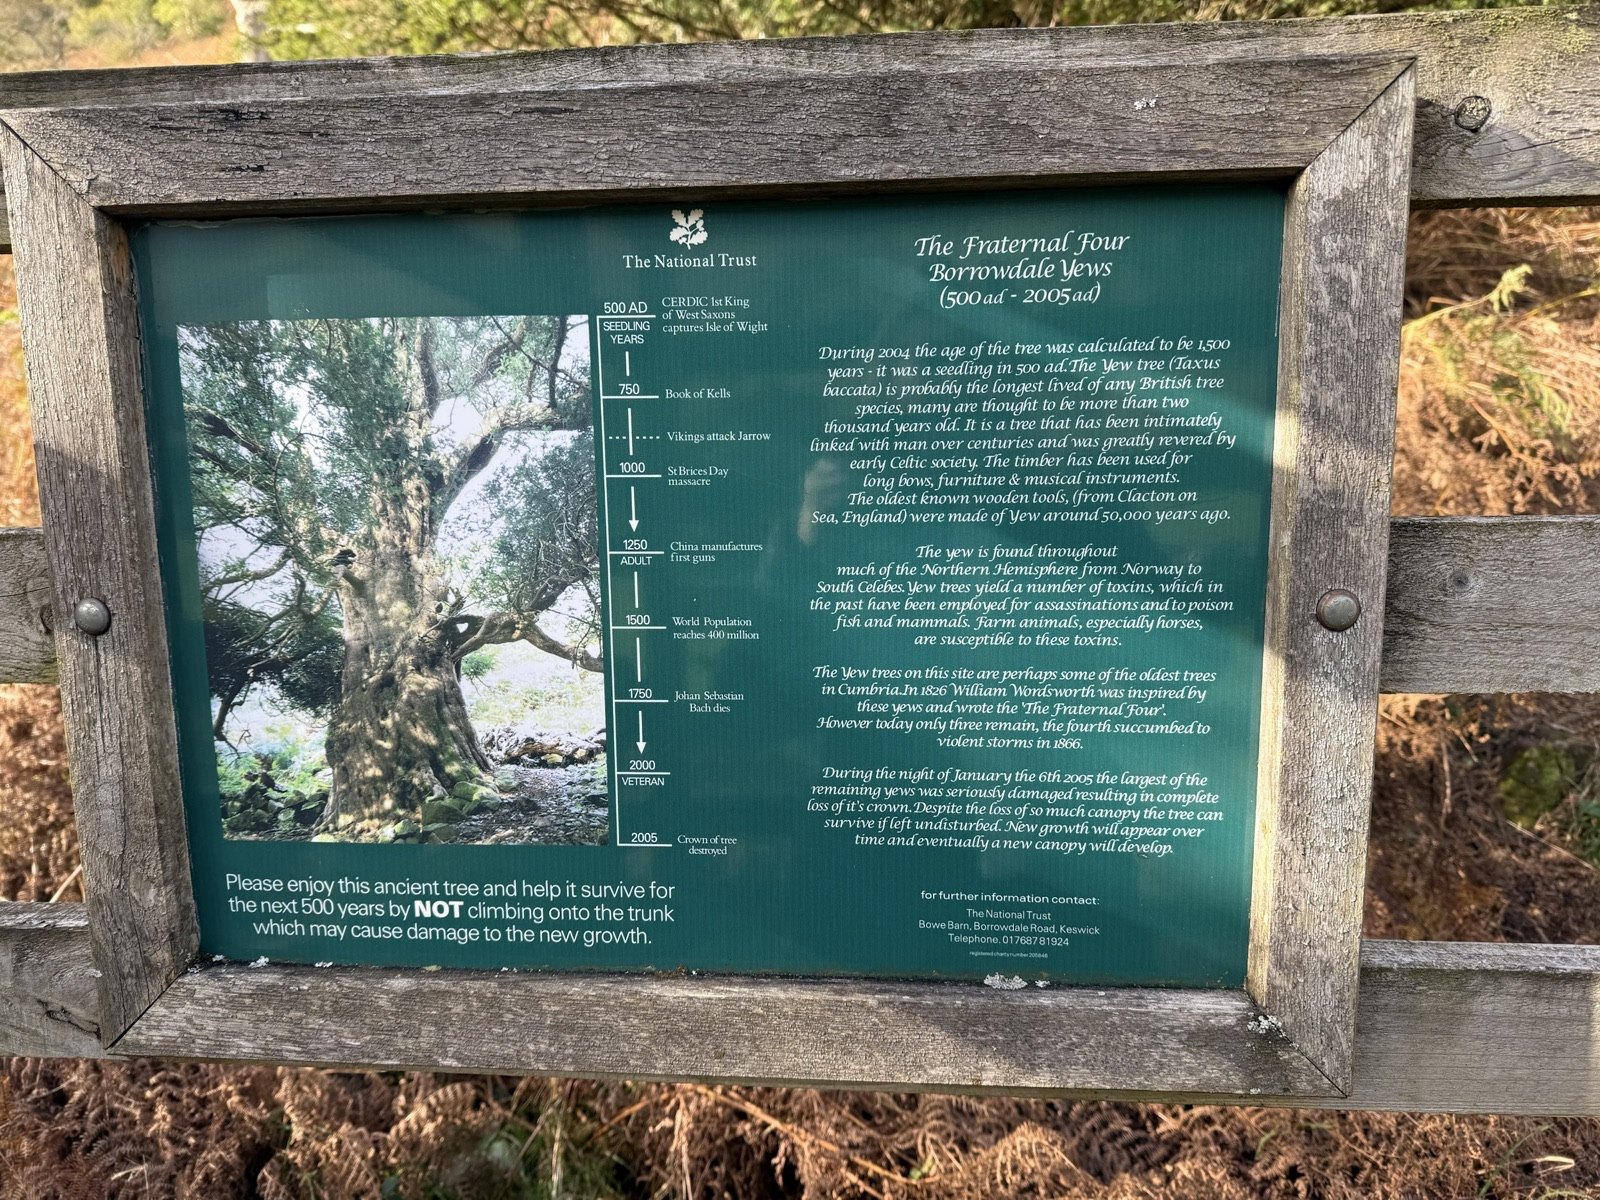 The National Trust
500 AD
CERDIC 1st King
of West Saxons
captures Isle of Wight
SEEDLING
YEARS
750
Book of Kells
Vikings attack Jarrow
1000
St Brices Day
massacre
1250
China manufactures
first guns
ADULT
1500
World Population
reaches 400 million
1750
Johan Sebastian
Bach dies
2000
VETERAN
2005
Crown of tree
destroyed
Please enjoy this ancient tree and help it survive for
the next 500 years by NOT climbing onto the trunk
which may cause damage to the new growth.
The Fraternal Four
Borrowdale Yews
(500 ad - 2005 ad)
During 2004 the age of the tree was calculated to be 1,500
years - it was a seedling in 500 ad.The Yew tree (Taxus
baccata) is probably the longest lived of any British tree
species, many are thought to be more than two
thousand years old. It is a tree that has been intimately
linked with man over centuries and was greatly revered by
early Celtic society. The timber has been used for
long bows, furniture & musical instruments.
The oldest known wooden tools, (from Clacton on
Sea, England) were made of Yew around 50,000 years ago.
The yew is found throughout
much of the Northern Hemisphere from Norway to
South Celebes.Yew trees yield a number of toxins, which in
the past have been employed for assassinations and to poison
fish and mammals. Farm animals, especially horses,
are susceptible to these toxins.
The Yew trees on this site are perhaps some of the oldest trees
in Cumbria.In 1826 William Wordsworth was inspired by
these yews and wrote the 'The Fraternal Four'.
However today only three remain, the fourth succumbed to
violent storms in 1866.
During the night of January the 6th 2005 the largest of the
remaining yews was seriously damaged resulting in complete
loss of it's crown.Despite the loss of so much canopy the tree can
survive if left undisturbed. New growth will appear over
time and eventually a new canopy will develop.
for further information contact:
The National Trust
Bowe Barn, Borrowdale Road, Keswick
Telephone. 017687 81924
registered charity number 205846